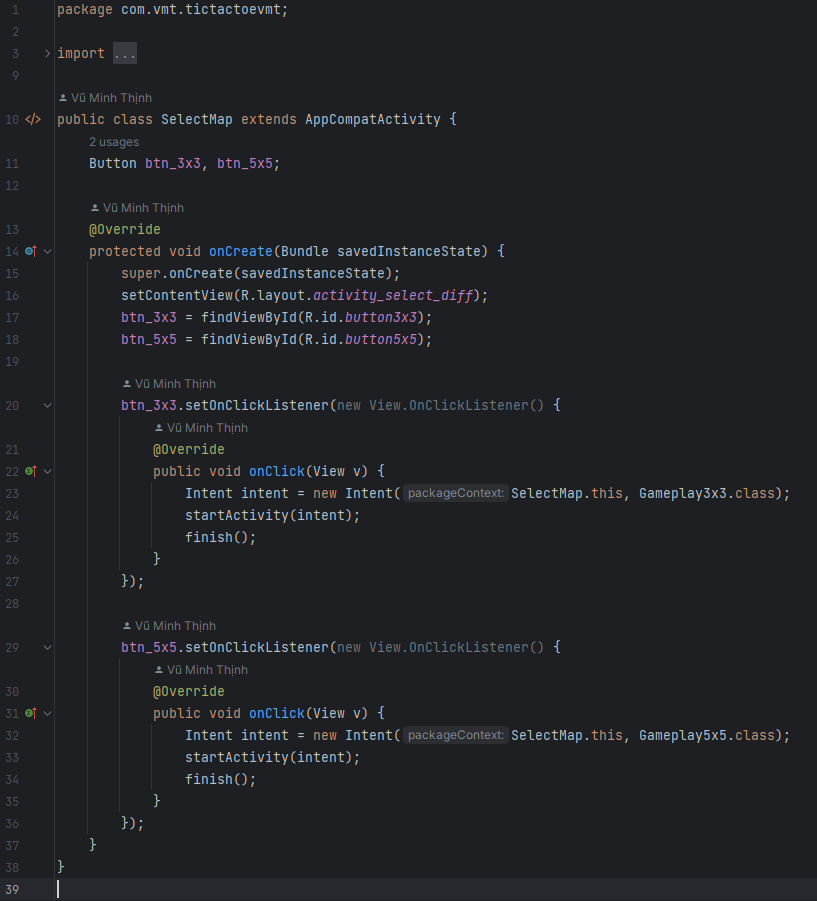 1 package com.vmt.tictactoevmt;
2
3 import ...
9
Vũ Minh Thịnh
10 public class SelectMap extends AppCompatActivity {
2 usages
11 Button btn_3x3, btn_5x5;
12
Vũ Minh Thịnh
13 @Override
14 protected void onCreate(Bundle savedInstanceState) {
15 super.onCreate(savedInstanceState);
16 setContentView(R.layout.activity_select_diff);
17 btn_3x3 = findViewById(R.id.button3x3);
18 btn_5x5 = findViewById(R.id.button5x5);
19
Vũ Minh Thịnh
20 btn_3x3.setOnClickListener(new View.OnClickListener() {
Vũ Minh Thịnh
21 @Override
22 public void onClick(View v) {
23 Intent intent = new Intent( packageContext: SelectMap.this, Gameplay3x3.class);
24 startActivity(intent);
25 finish();
26 }
27 });
28
Vũ Minh Thịnh
29 btn_5x5.setOnClickListener(new View.OnClickListener() {
Vũ Minh Thịnh
30 @Override
31 public void onClick(View v) {
32 Intent intent = new Intent( packageContext: SelectMap.this, Gameplay5x5.class);
33 startActivity(intent);
34 finish();
35 }
36 });
37 }
38 }
39